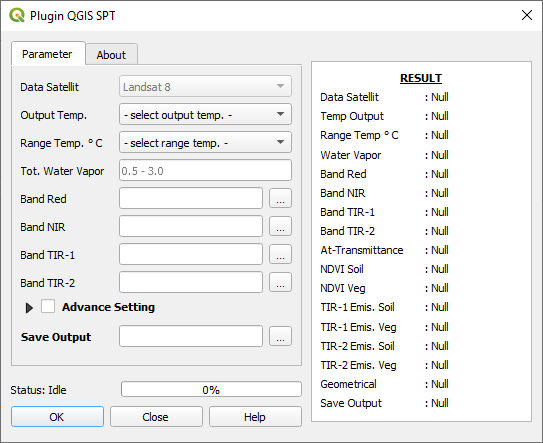 Plugin QGIS SPT
Parameter
About
Data Satellit
Landsat 8
Output Temp.
- select output temp. -
Range Temp. ° C
- select range temp. -
Tot. Water Vapor
0.5 - 3.0
Band Red
...
Band NIR
...
Band TIR-1
...
Band TIR-2
...
Advance Setting
Save Output
...
Status: Idle
0%
OK
Close
Help
RESULT
Data Satellit : Null
Temp Output : Null
Range Temp ° C : Null
Water Vapor : Null
Band Red : Null
Band NIR : Null
Band TIR-1 : Null
Band TIR-2 : Null
At-Transmittance : Null
NDVI Soil : Null
NDVI Veg : Null
TIR-1 Emis. Soil : Null
TIR-1 Emis. Veg : Null
TIR-2 Emis. Soil : Null
TIR-2 Emis. Veg : Null
Geometrical : Null
Save Output : Null